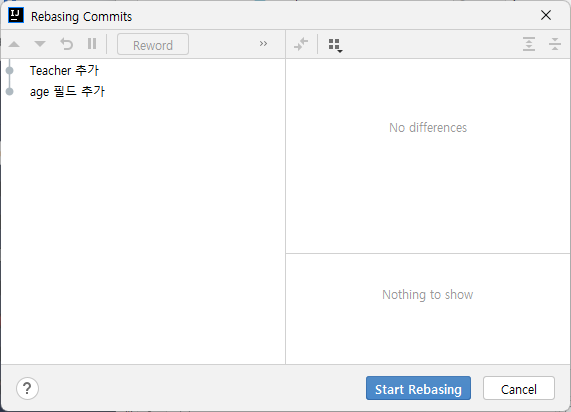 IJ
Rebasing Commits
Reword
Teacher 추가
age 필드 추가
No differences
Nothing to show
?
Start Rebasing
Cancel